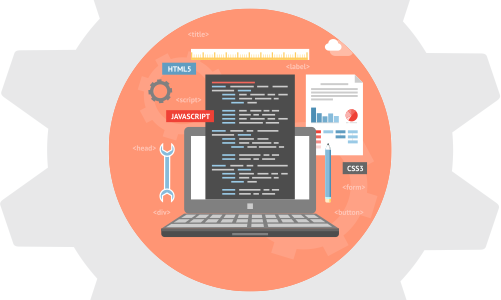 <title>
HTML5
<label>
<script>
JAVASCRIPT
<head>
CSS3
<form>
<div>
<button>